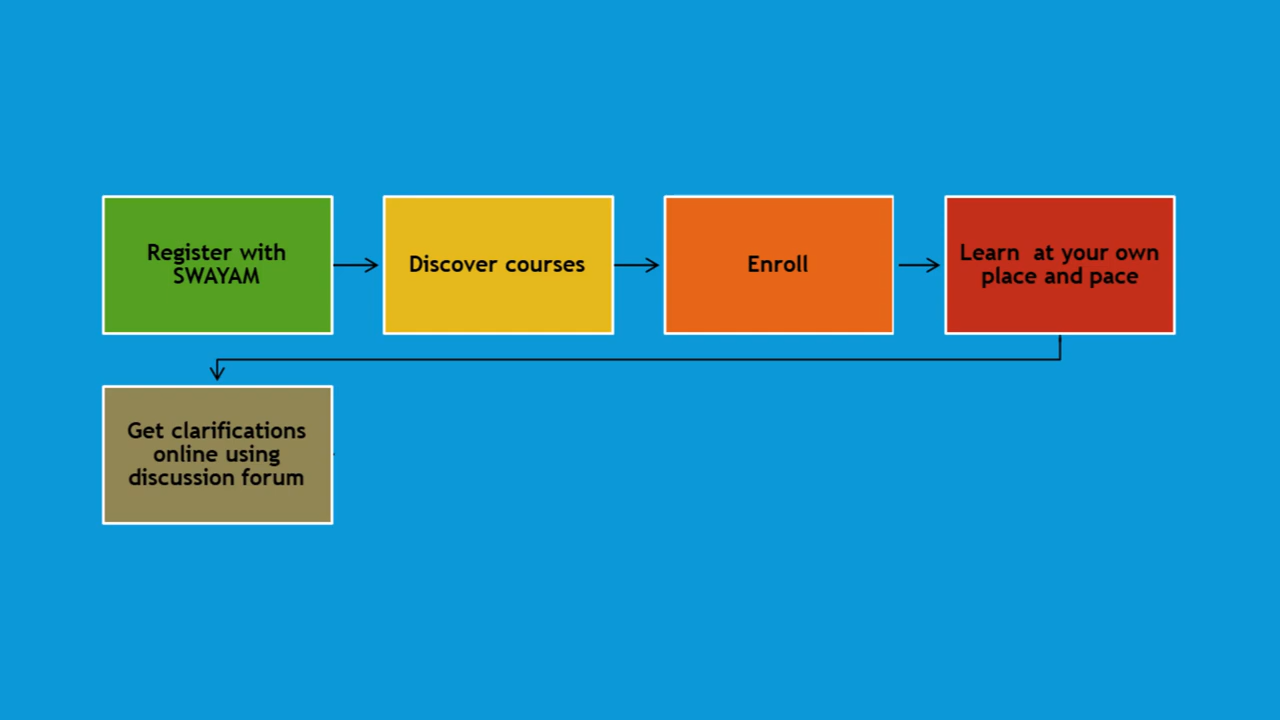 Register with
SWAYAM
Discover courses
Enroll
Learn  at your own
place and pace
Get clarifications
online using
discussion forum